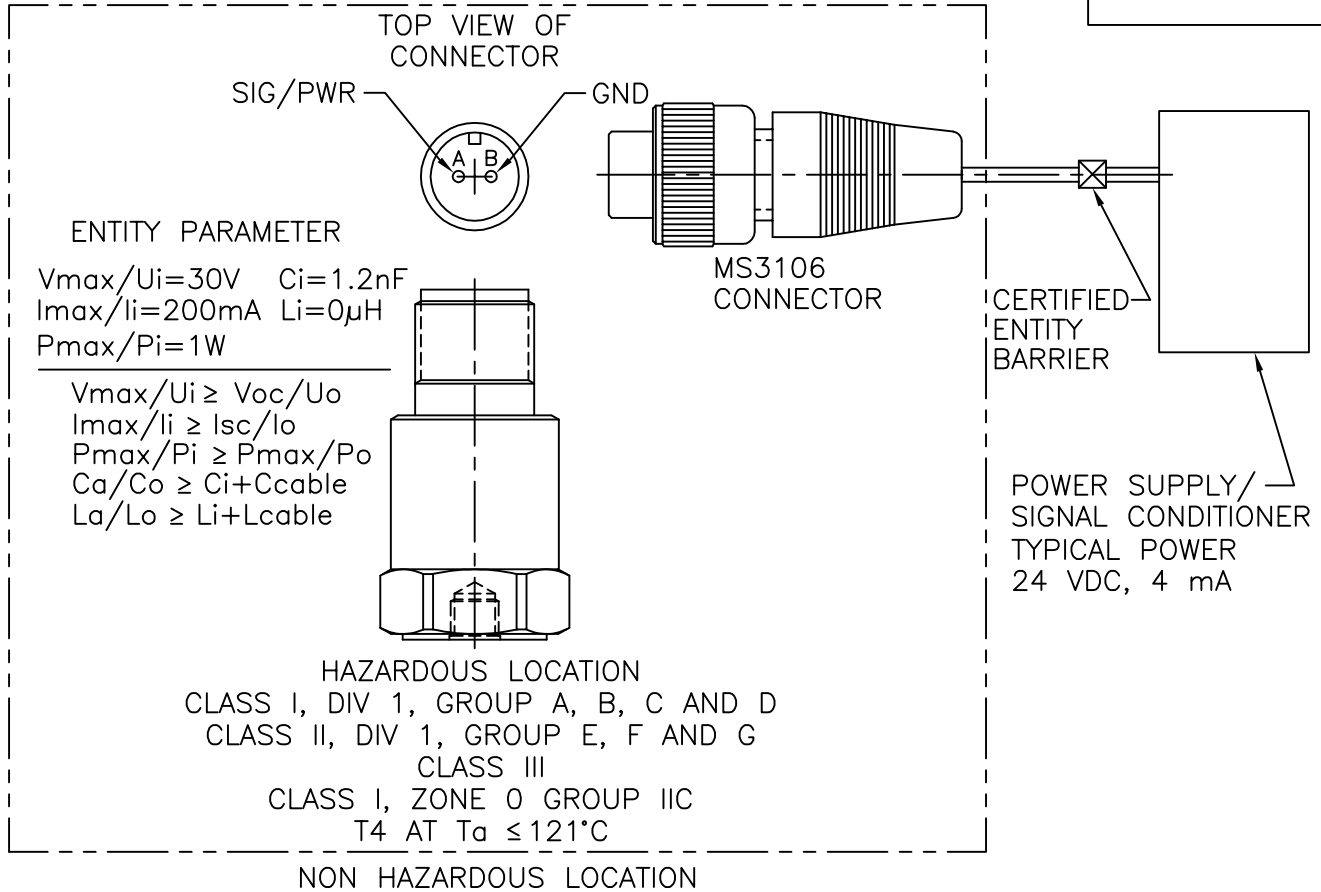 TOP VIEW OF
CONNECTOR
SIG/PWR
GND
A B
ENTITY PARAMETER
Vmax/Ui=30V Ci=1.2nF
Imax/Ii=200mA Li=0µH
Pmax/Pi=1W
Vmax/Ui ≥ Voc/Uo
Imax/Ii ≥ Isc/Io
Pmax/Pi ≥ Pmax/Po
Ca/Co ≥ Ci+Ccable
La/Lo ≥ Li+Lcable
MS3106
CONNECTOR
CERTIFIED
ENTITY
BARRIER
POWER SUPPLY/
SIGNAL CONDITIONER
TYPICAL POWER
24 VDC, 4 mA
HAZARDOUS LOCATION
CLASS I, DIV 1, GROUP A, B, C AND D
CLASS II, DIV 1, GROUP E, F AND G
CLASS III
CLASS I, ZONE 0 GROUP IIC
T4 AT Ta ≤121°C
NON HAZARDOUS LOCATION